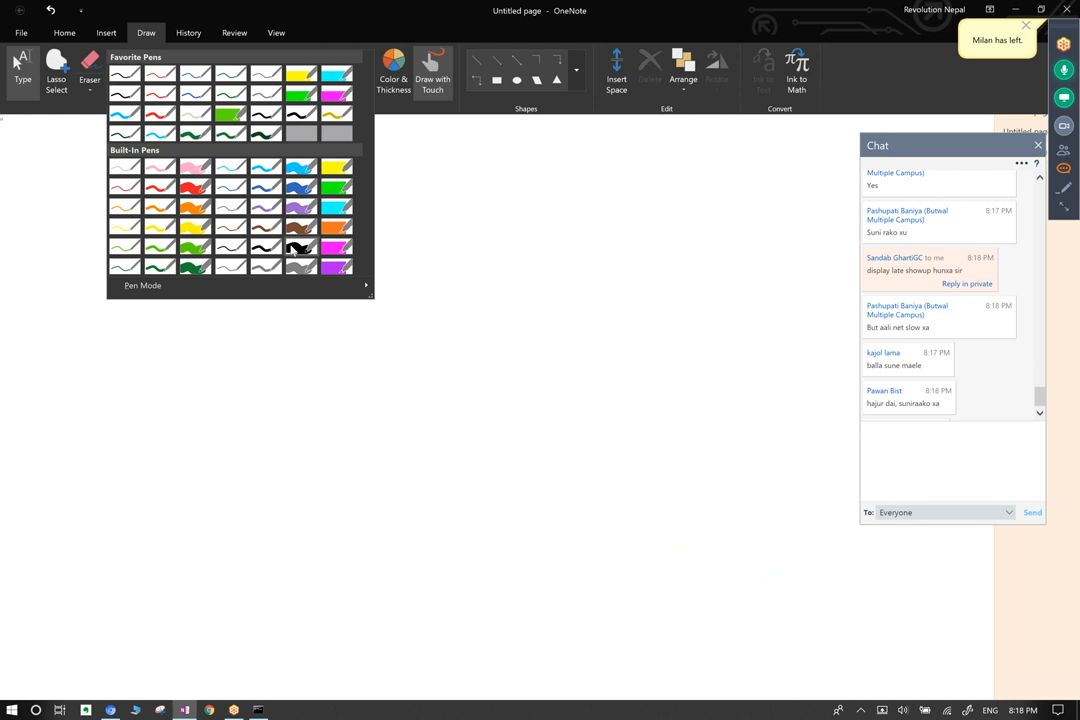 Untitled page - OneNote
Revolution Nepal
File
Home
Insert
Draw
History
Review
View
Milan has left.
Type
Lasso Select
Eraser
Favorite Pens
Built-In Pens
Pen Mode
Color & Thickness
Draw with Touch
Shapes
Insert Space
Delete
Arrange
Rotate
Edit
Ink to Text
Ink to Math
Convert
Untitled page
Chat
Multiple Campus)
Yes
Pashupati Baniya (Butwal 8:17 PM
Multiple Campus)
Suni rako xu
Sandab GhartiGC to me 8:18 PM
display late showup hunxa sir
Reply in private
Pashupati Baniya (Butwal 8:18 PM
Multiple Campus)
But aali net slow xa
kajol lama 8:17 PM
balla sune maele
Pawan Bist 8:18 PM
hajur dai, suniraako xa
To: Everyone Send
ENG 8:18 PM